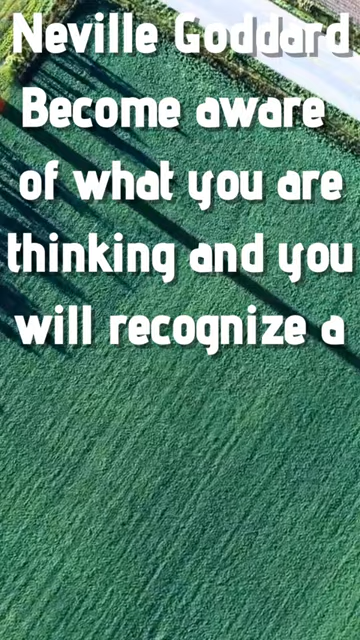 Neville Goddard
Become aware
of what you are
thinking and you
will recognize a